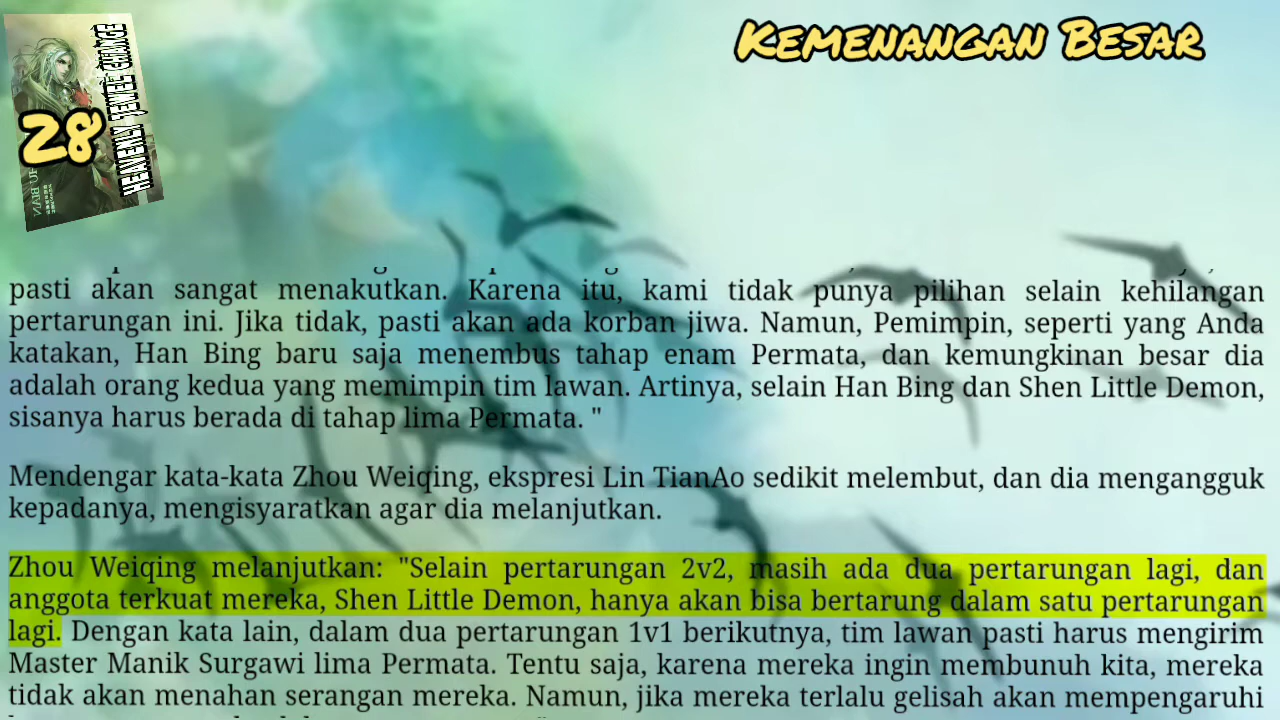 Kemenangan Besar
28
HEAVENLY JEWEL CHANGE
pasti akan sangat menakutkan. Karena itu, kami tidak punya pilihan selain kehilangan
pertarungan ini. Jika tidak, pasti akan ada korban jiwa. Namun, Pemimpin, seperti yang Anda
katakan, Han Bing baru saja menembus tahap enam Permata, dan kemungkinan besar dia
adalah orang kedua yang memimpin tim lawan. Artinya, selain Han Bing dan Shen Little Demon,
sisanya harus berada di tahap lima Permata. "
Mendengar kata-kata Zhou Weiqing, ekspresi Lin TianAo sedikit melembut, dan dia mengangguk
kepadanya, mengisyaratkan agar dia melanjutkan.
Zhou Weiqing melanjutkan: "Selain pertarungan 2v2, masih ada dua pertarungan lagi, dan
anggota terkuat mereka, Shen Little Demon, hanya akan bisa bertarung dalam satu pertarungan
lagi. Dengan kata lain, dalam dua pertarungan 1v1 berikutnya, tim lawan pasti harus mengirim
Master Manik Surgawi lima Permata. Tentu saja, karena mereka ingin membunuh kita, mereka
tidak akan menahan serangan mereka. Namun, jika mereka terlalu gelisah akan mempengaruhi